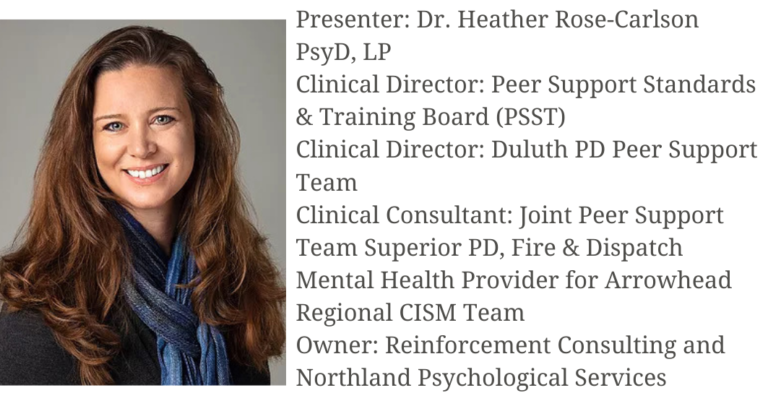 Presenter: Dr. Heather Rose-Carlson
PsyD, LP
Clinical Director: Peer Support Standards
& Training Board (PSST)
Clinical Director: Duluth PD Peer Support
Team
Clinical Consultant: Joint Peer Support
Team Superior PD, Fire & Dispatch
Mental Health Provider for Arrowhead
Regional CISM Team
Owner: Reinforcement Consulting and
Northland Psychological Services